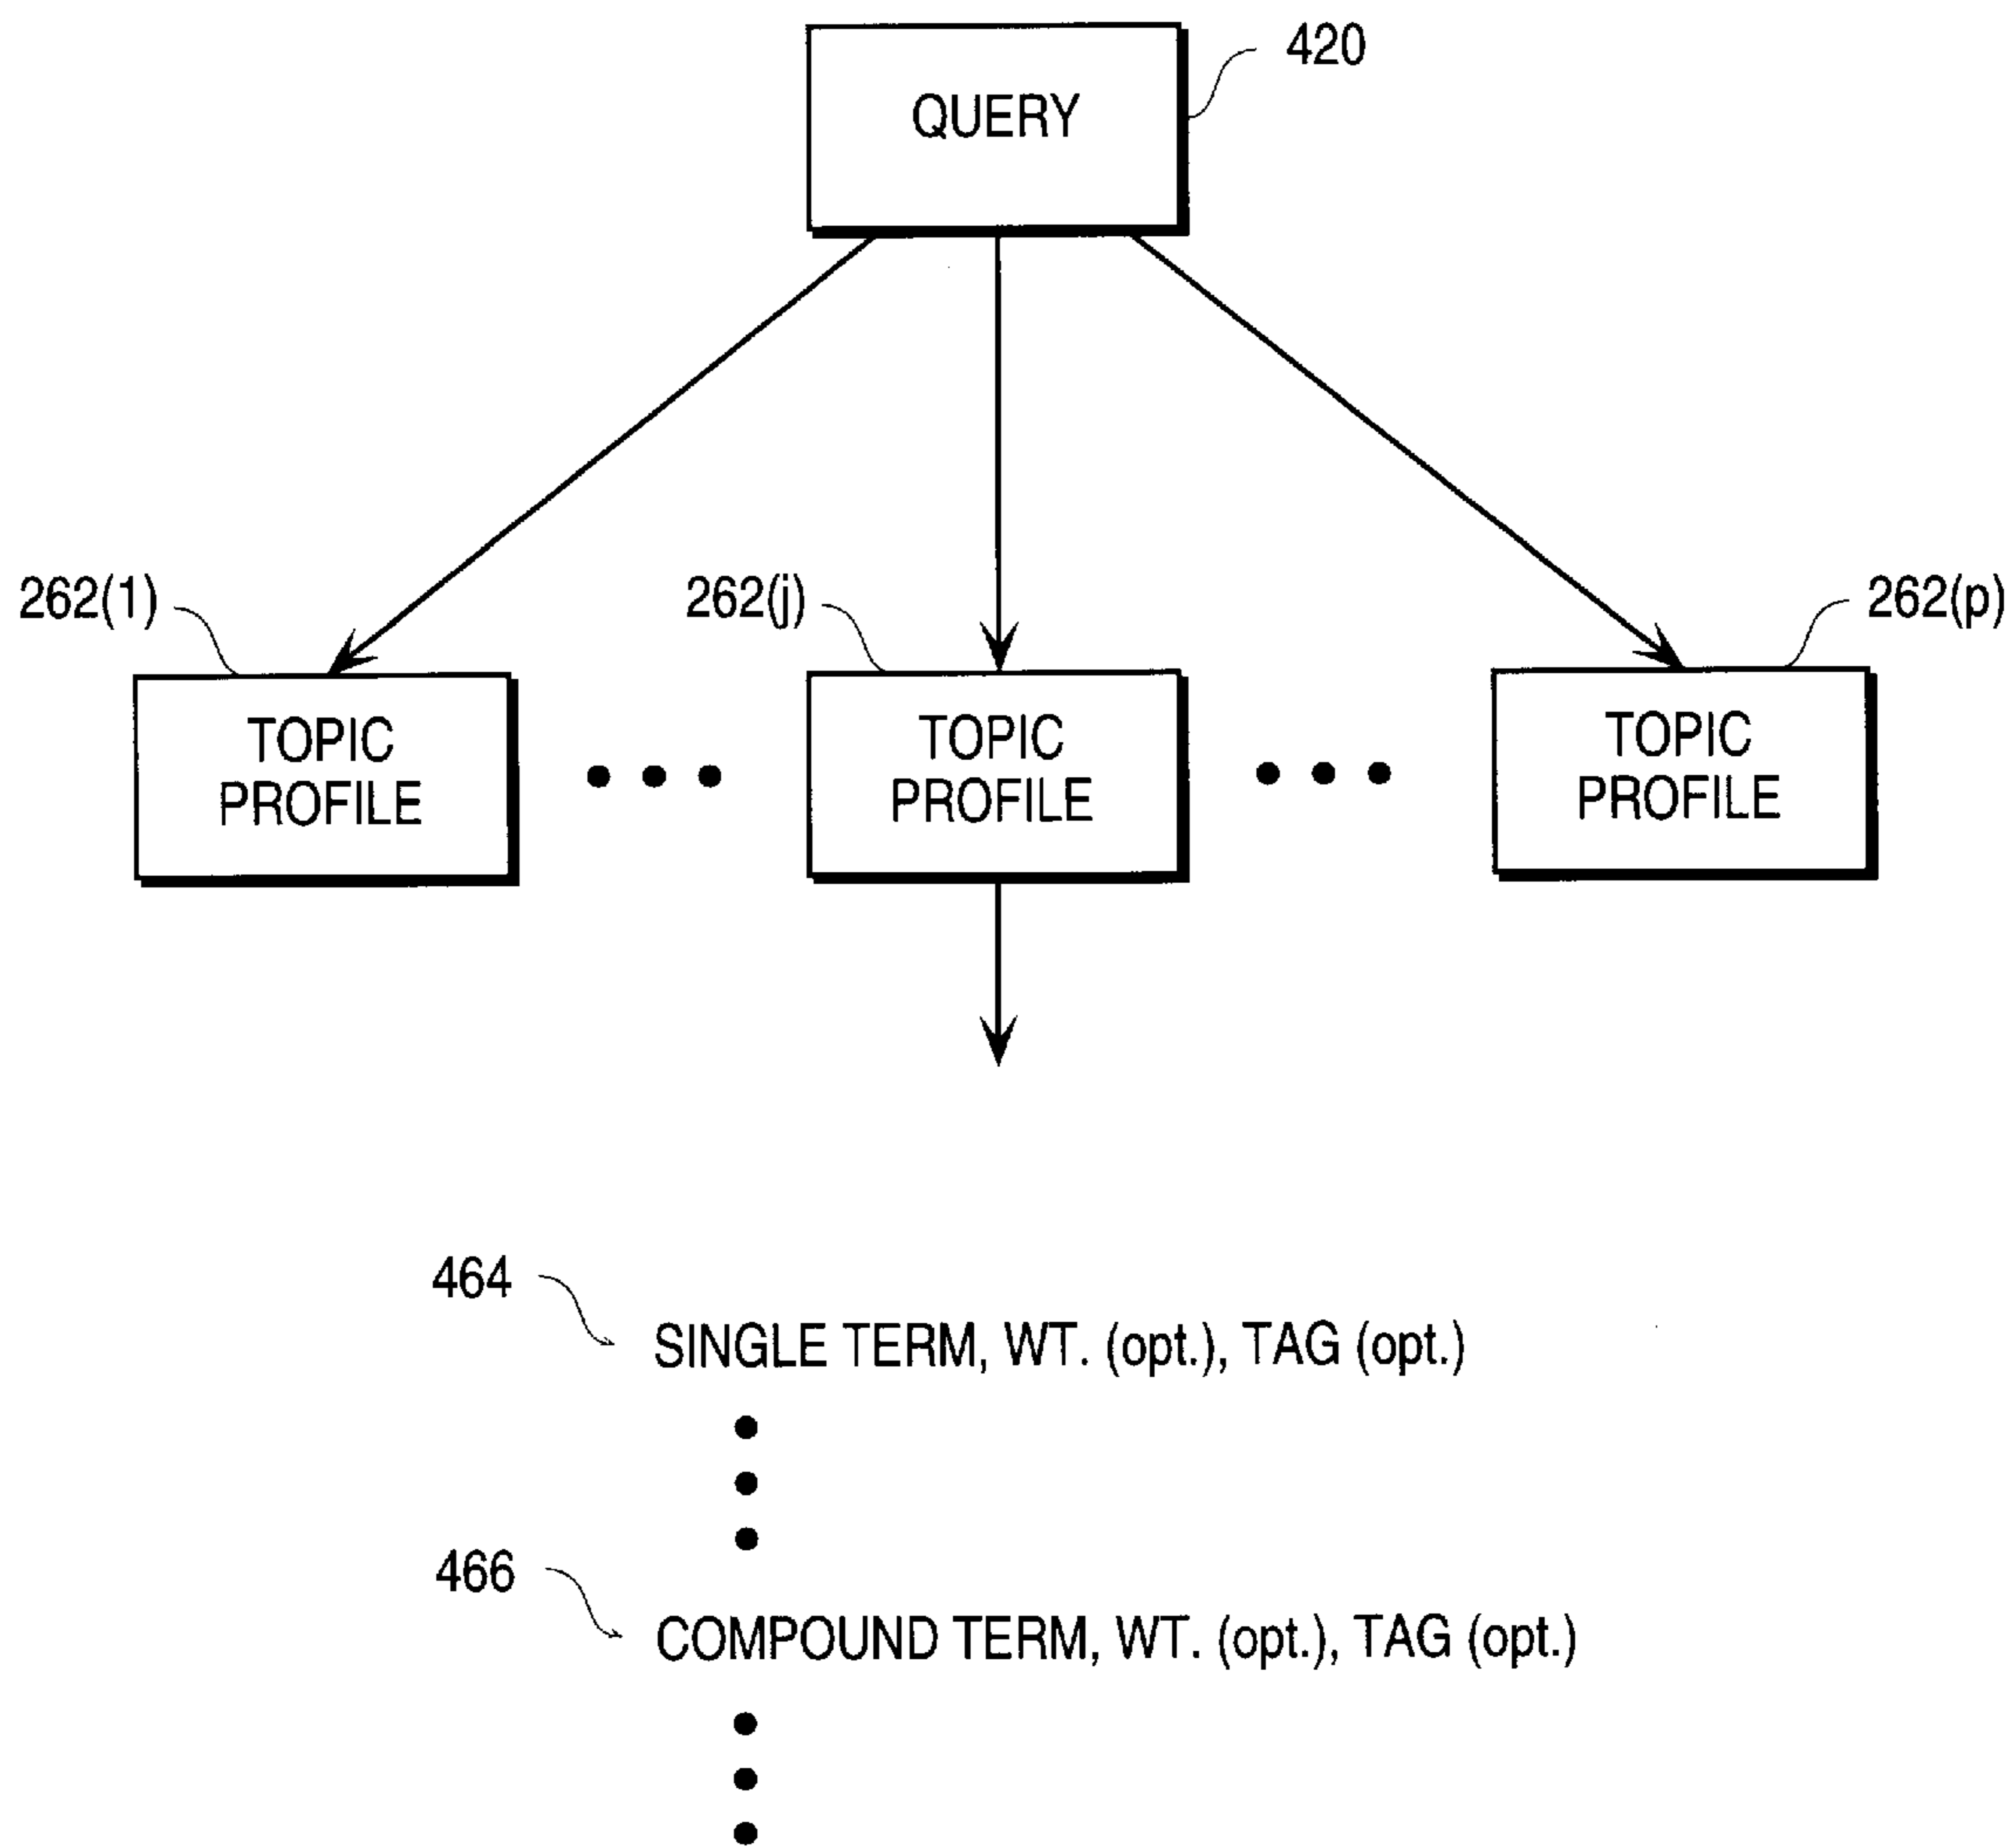 420
QUERY
262(1)
262(j)
262(p)
TOPIC
PROFILE
TOPIC
PROFILE
TOPIC
PROFILE
464
SINGLE TERM, WT. (opt.), TAG (opt.)
466
COMPOUND TERM, WT. (opt.), TAG (opt.)